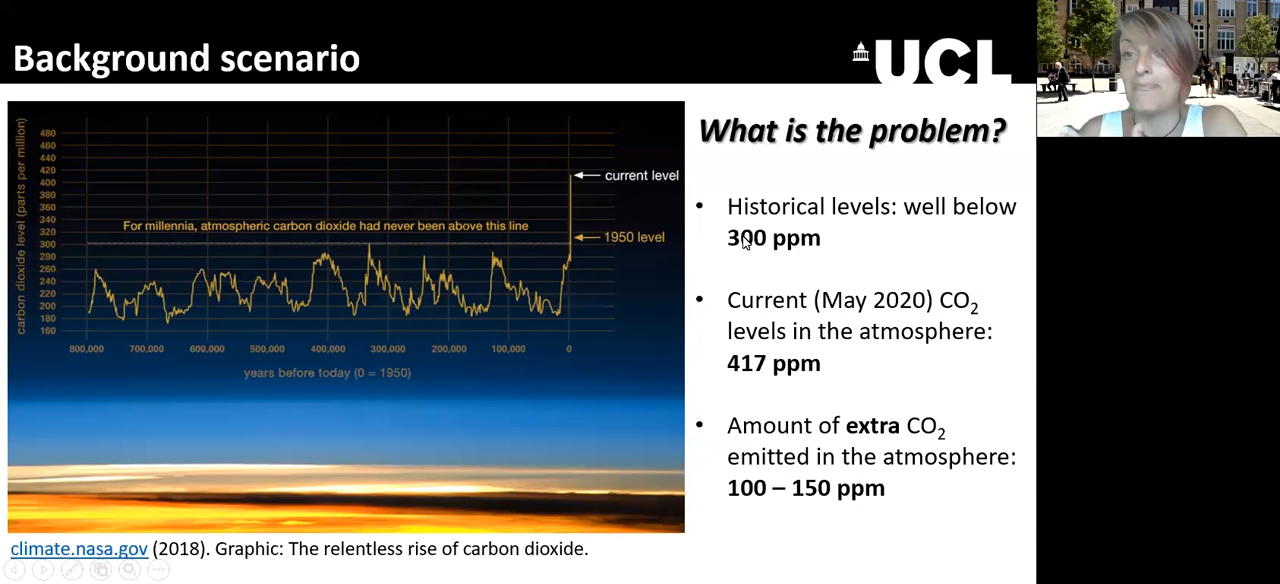 Background scenario
UCL
What is the problem?
carbon dioxide level (parts per million)
480
460
440
420
400
380
360
340
320
300
280
260
240
220
200
180
160
current level
For millennia, atmospheric carbon dioxide had never been above this line
1950 level
800,000 700,000 600,000 500,000 400,000 300,000 200,000 100,000 0
years before today (0 = 1950)
• Historical levels: well below
300 ppm
• Current (May 2020) CO₂
levels in the atmosphere:
417 ppm
• Amount of extra CO₂
emitted in the atmosphere:
100 – 150 ppm
climate.nasa.gov (2018). Graphic: The relentless rise of carbon dioxide.